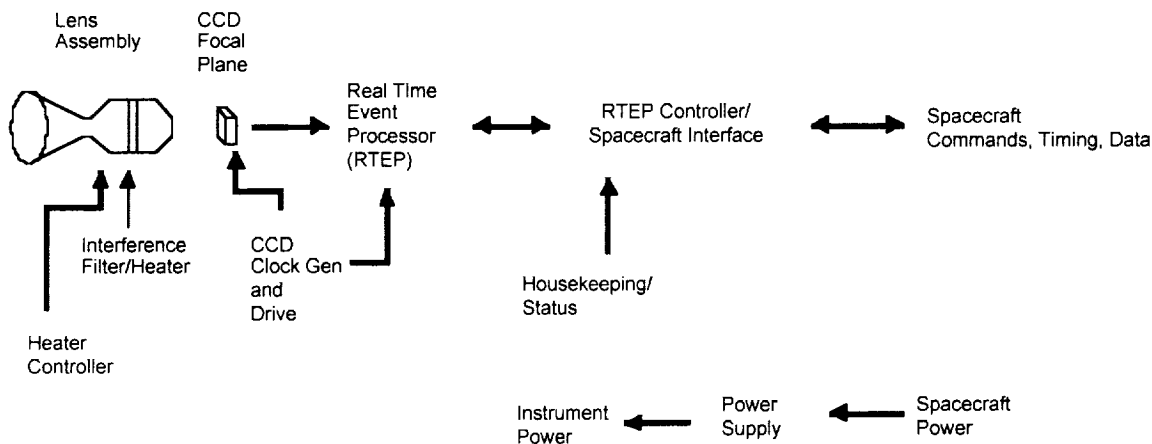 Lens
Assembly
CCD
Focal
Plane
Real TIme
Event
Processor
(RTEP)
RTEP Controller/
Spacecraft Interface
Spacecraft
Commands, Timing, Data
Interference
Filter/Heater
CCD
Clock Gen
and
Drive
Housekeeping/
Status
Heater
Controller
Instrument
Power
Power
Supply
Spacecraft
Power